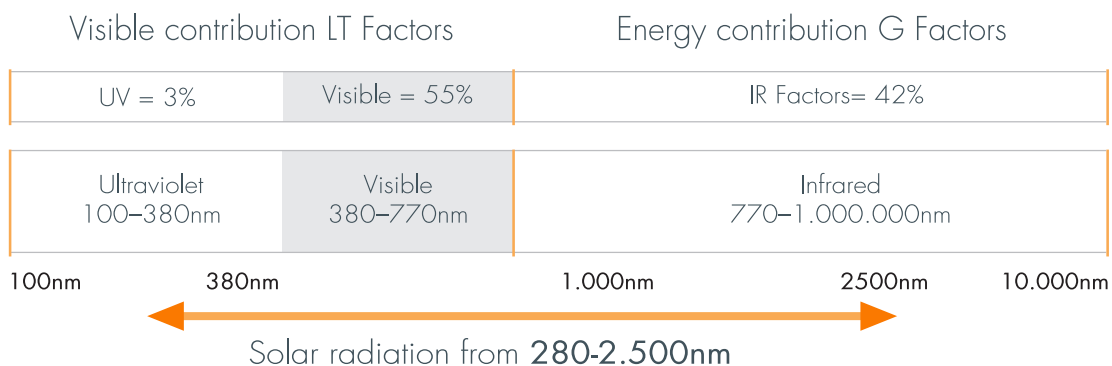 Visible contribution LT Factors
Energy contribution G Factors
UV = 3%
Visible = 55%
IR Factors= 42%
Ultraviolet
100–380nm
Visible
380–770nm
Infrared
770–1.000.000nm
100nm
380nm
1.000nm
2500nm
10.000nm
Solar radiation from 280-2.500nm